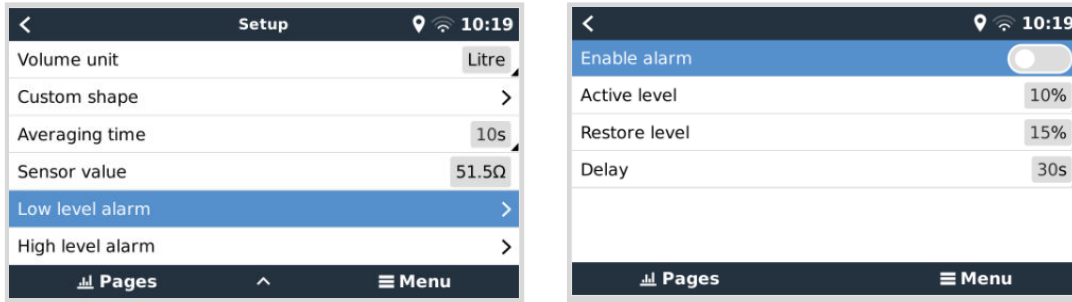 Setup 10:19
Volume unit Litre
Custom shape
Averaging time 10s
Sensor value 51.5Ω
Low level alarm
High level alarm
Pages Menu
10:19
Enable alarm
Active level 10%
Restore level 15%
Delay 30s
Pages Menu